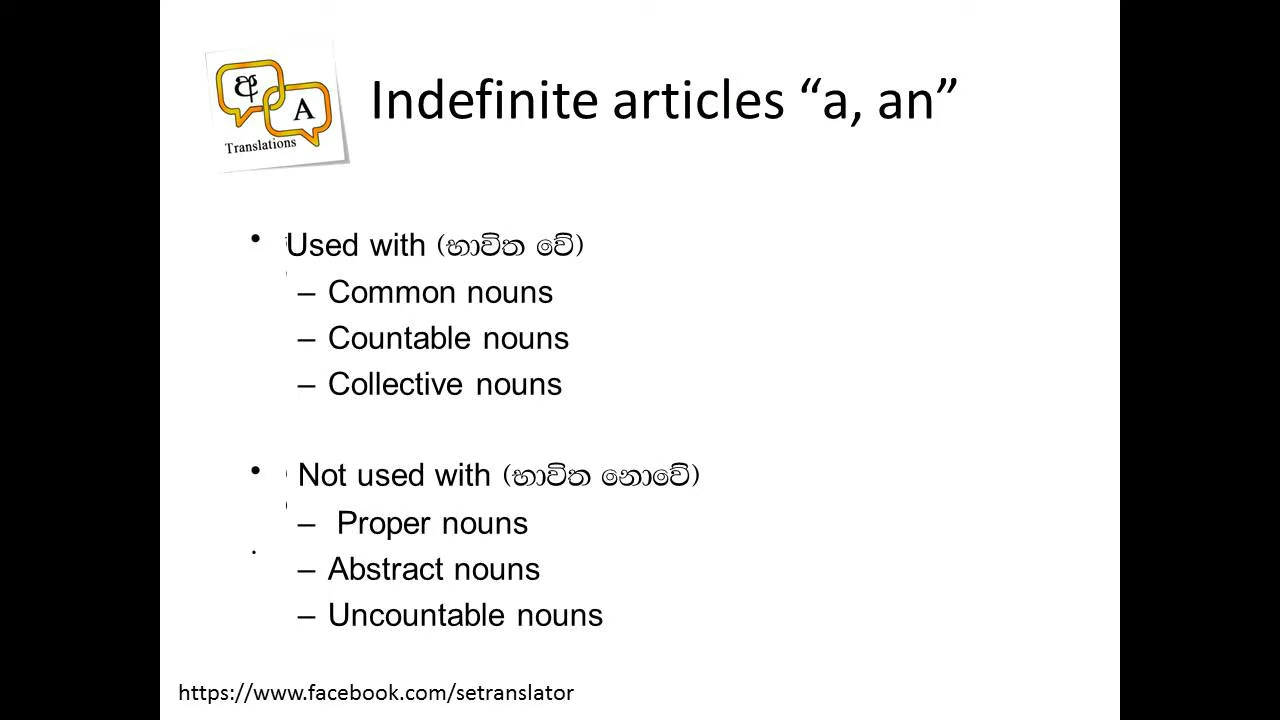 අ
A
Translations
Indefinite articles “a, an”
• Used with (භාවිත වේ)
– Common nouns
– Countable nouns
– Collective nouns
• Not used with (භාවිත නොවේ)
– Proper nouns
– Abstract nouns
– Uncountable nouns
https://www.facebook.com/setranslator